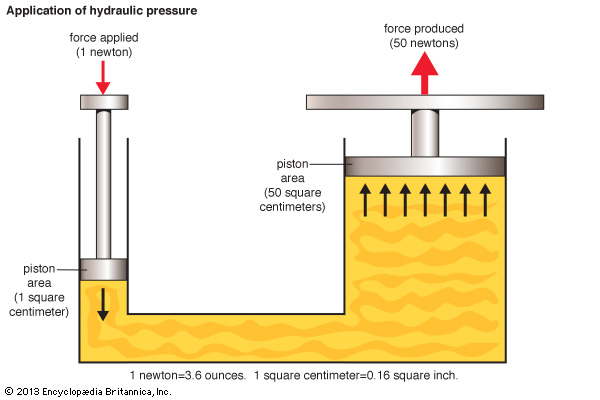 Application of hydraulic pressure
force applied
(1 newton)
force produced
(50 newtons)
piston
area
(50 square
centimeters)
piston
area
(1 square
centimeter)
1 newton=3.6 ounces. 1 square centimeter=0.16 square inch.
© 2013 Encyclopædia Britannica, Inc.